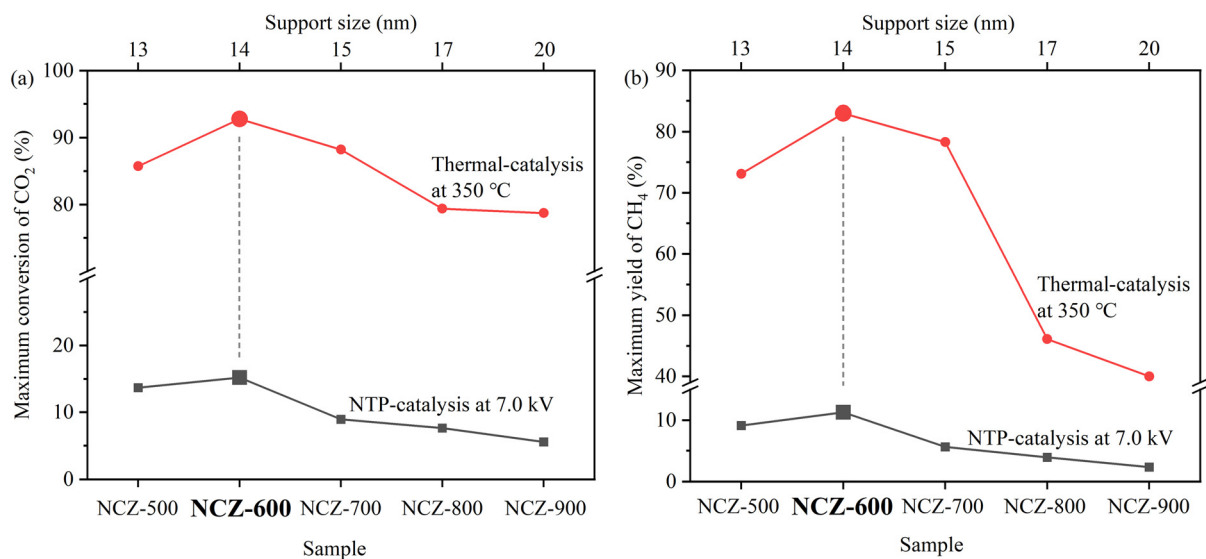 Support size (nm)
13 14 15 17 20
(a)
100
90
80
20
10
0
Maximum conversion of CO₂ (%)
Thermal-catalysis
at 350 ℃
NTP-catalysis at 7.0 kV
NCZ-500 NCZ-600 NCZ-700 NCZ-800 NCZ-900
Sample
Support size (nm)
13 14 15 17 20
(b)
90
80
70
60
50
40
10
0
Maximum yield of CH₄ (%)
Thermal-catalysis
at 350 ℃
NTP-catalysis at 7.0 kV
NCZ-500 NCZ-600 NCZ-700 NCZ-800 NCZ-900
Sample